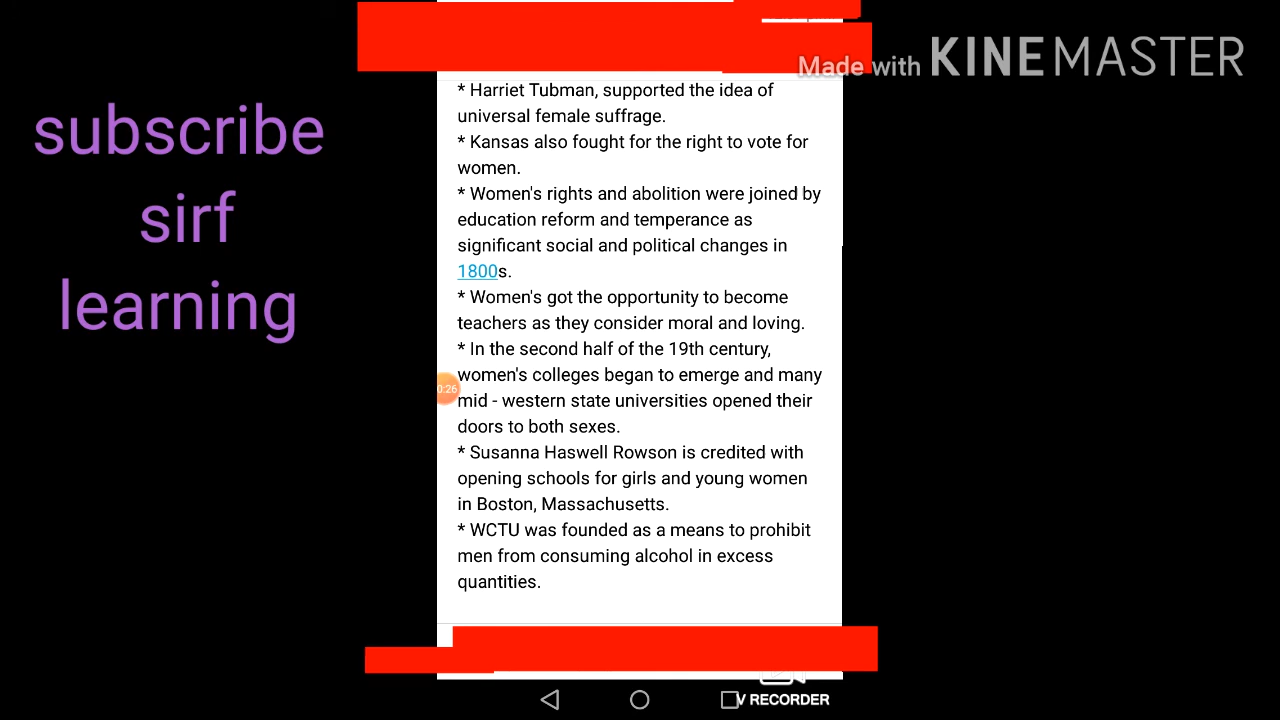 Made with KINEMASTER
subscribe
sirf
learning
* Harriet Tubman, supported the idea of
universal female suffrage.
* Kansas also fought for the right to vote for
women.
* Women's rights and abolition were joined by
education reform and temperance as
significant social and political changes in
1800s.
* Women's got the opportunity to become
teachers as they consider moral and loving.
* In the second half of the 19th century,
women's colleges began to emerge and many
mid - western state universities opened their
doors to both sexes.
* Susanna Haswell Rowson is credited with
opening schools for girls and young women
in Boston, Massachusetts.
* WCTU was founded as a means to prohibit
men from consuming alcohol in excess
quantities.
0:26
V RECORDER